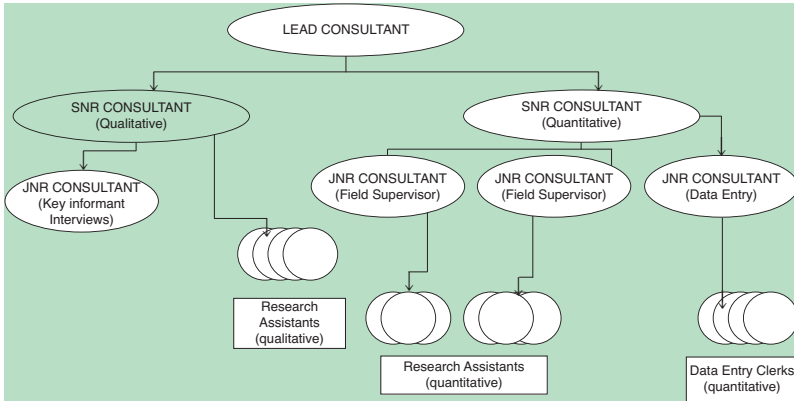 LEAD CONSULTANT
SNR CONSULTANT
(Qualitative)
SNR CONSULTANT
(Quantitative)
JNR CONSULTANT
(Key informant
Interviews)
JNR CONSULTANT
(Field Supervisor)
JNR CONSULTANT
(Field Supervisor)
JNR CONSULTANT
(Data Entry)
Research
Assistants
(qualitative)
Research Assistants
(quantitative)
Data Entry Clerks
(quantitative)